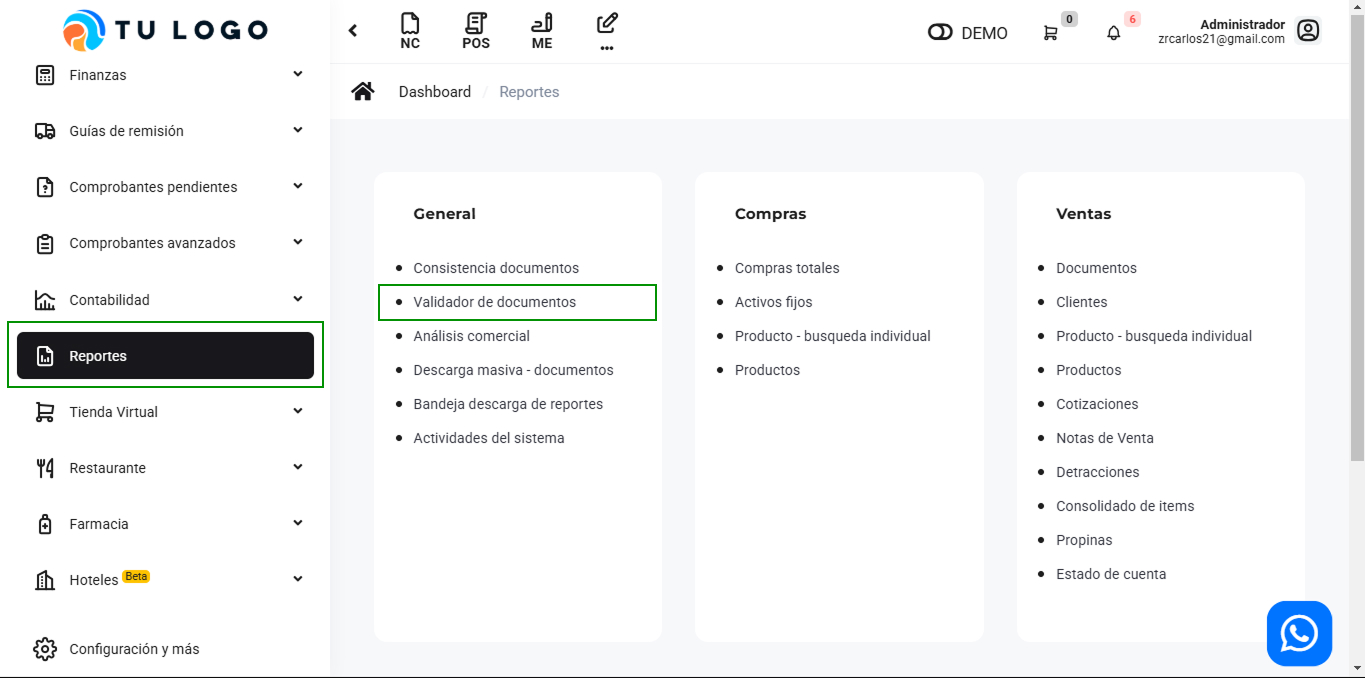 TU LOGO
Finanzas
Guías de remisión
Comprobantes pendientes
Comprobantes avanzados
Contabilidad
Reportes
Tienda Virtual
Restaurante
Farmacia
Hoteles Beta
Configuración y más
NC
POS
ME
...
DEMO
0
6
Administrador
zrcarlos21@gmail.com
Dashboard / Reportes
General
Consistencia documentos
Validador de documentos
Análisis comercial
Descarga masiva - documentos
Bandeja descarga de reportes
Actividades del sistema
Compras
Compras totales
Activos fijos
Producto - busqueda individual
Productos
Ventas
Documentos
Clientes
Producto - busqueda individual
Productos
Cotizaciones
Notas de Venta
Detracciones
Consolidado de items
Propinas
Estado de cuenta